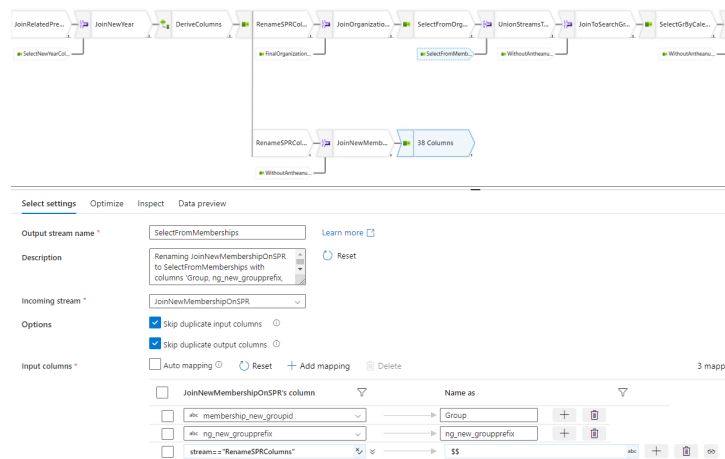 JoinRelatedPre...
JoinNewYear
DeriveColumns
RenameSPRCol...
JoinOrganizatio...
SelectFromOrg...
UnionStreamsT...
JoinToSearchGr...
SelectGrByCale...
SelectNewYearCol...
FinalOrganization...
SelectFromMemb...
WithoutAntheanu...
WithoutAntheanu...
RenameSPRCol...
JoinNewMemb...
38 Columns
WithoutAntheanu...
Select settings Optimize Inspect Data preview
Output stream name * SelectFromMemberships Learn more
Description Renaming JoinNewMembershipOnSPR Reset
to SelectFromMemberships with
columns 'Group, ng_new_groupprefix,
Incoming stream * JoinNewMembershipOnSPR
Options Skip duplicate input columns
Skip duplicate output columns
Input columns * Auto mapping Reset Add mapping Delete 3 mapp
JoinNewMembershipOnSPR's column Name as
abc membership_new_groupid Group
abc ng_new_groupprefix ng_new_groupprefix
stream=="RenameSPRColumns" $$ abc